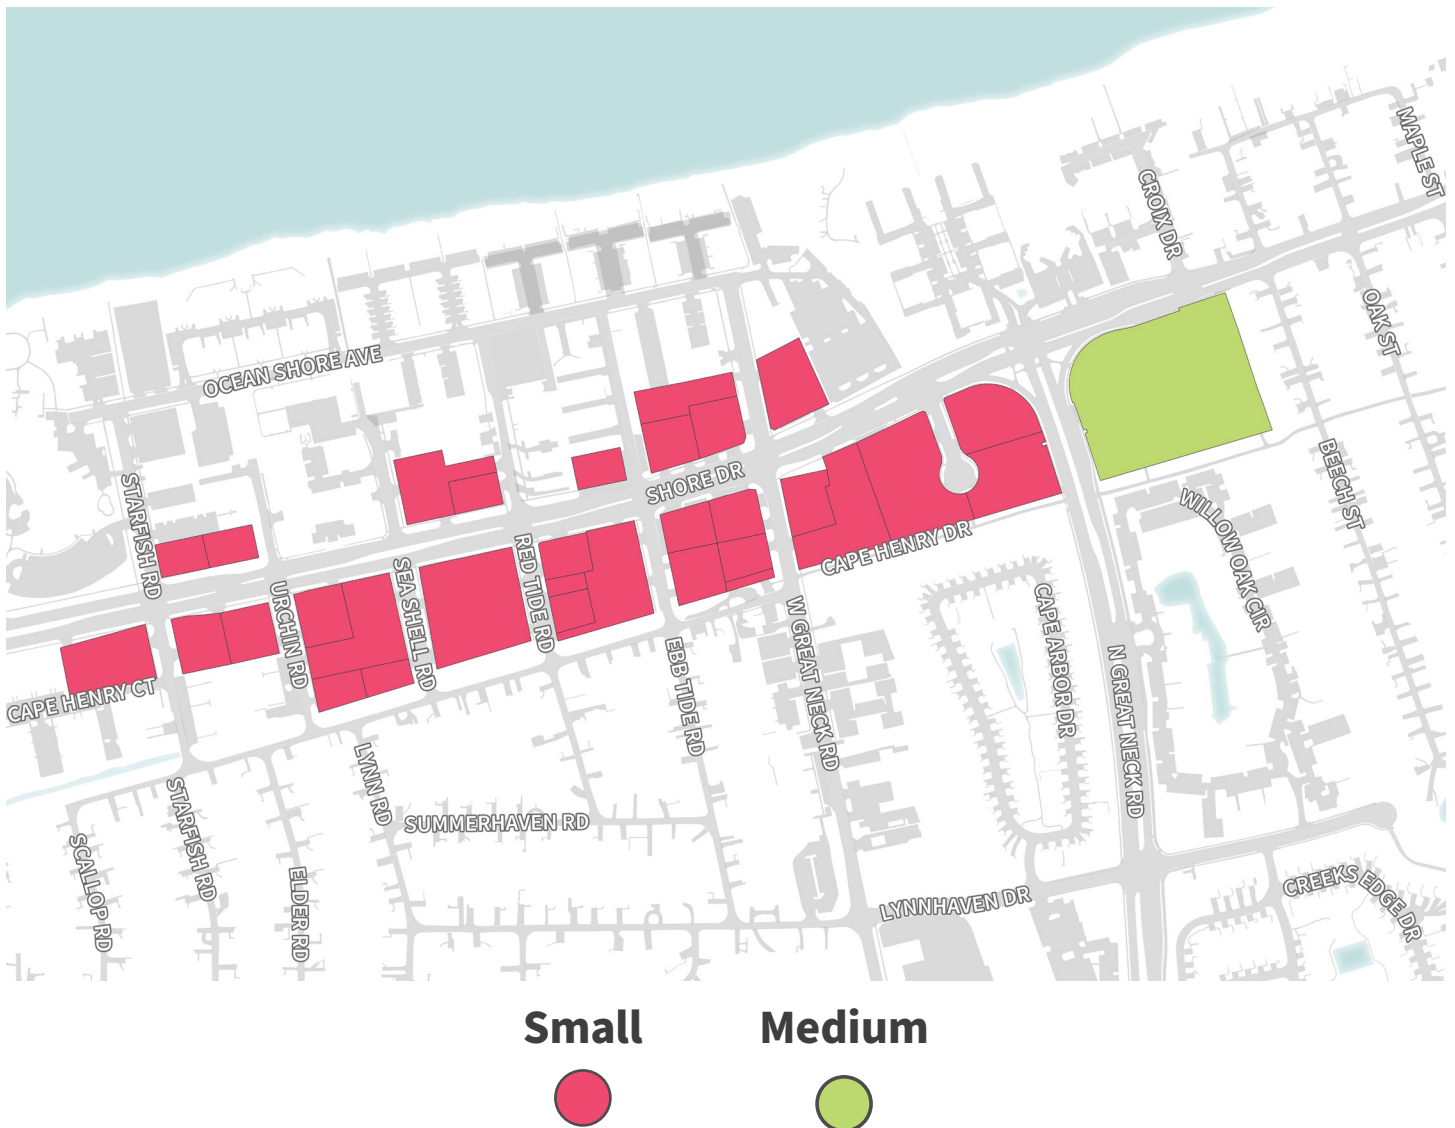 MAPLE ST
CROIX DR
OAK ST
OCEAN SHORE AVE
SHORE DR
STARFISH RD
BEECH ST
WILLOW OAK CIR
RED TIDE RD
CAPE HENRY DR
SEA SHELL RD
URCHIN RD
CAPE ARBOR DR
W GREAT NECK RD
EBB TIDE RD
N GREAT NECK RD
CAPE HENRY CT
LYNN RD
STARFISH RD
SUMMERHAVEN RD
SCALLOP RD
ELDER RD
LYNNHAVEN DR
CREEKS EDGE DR
Small
Medium